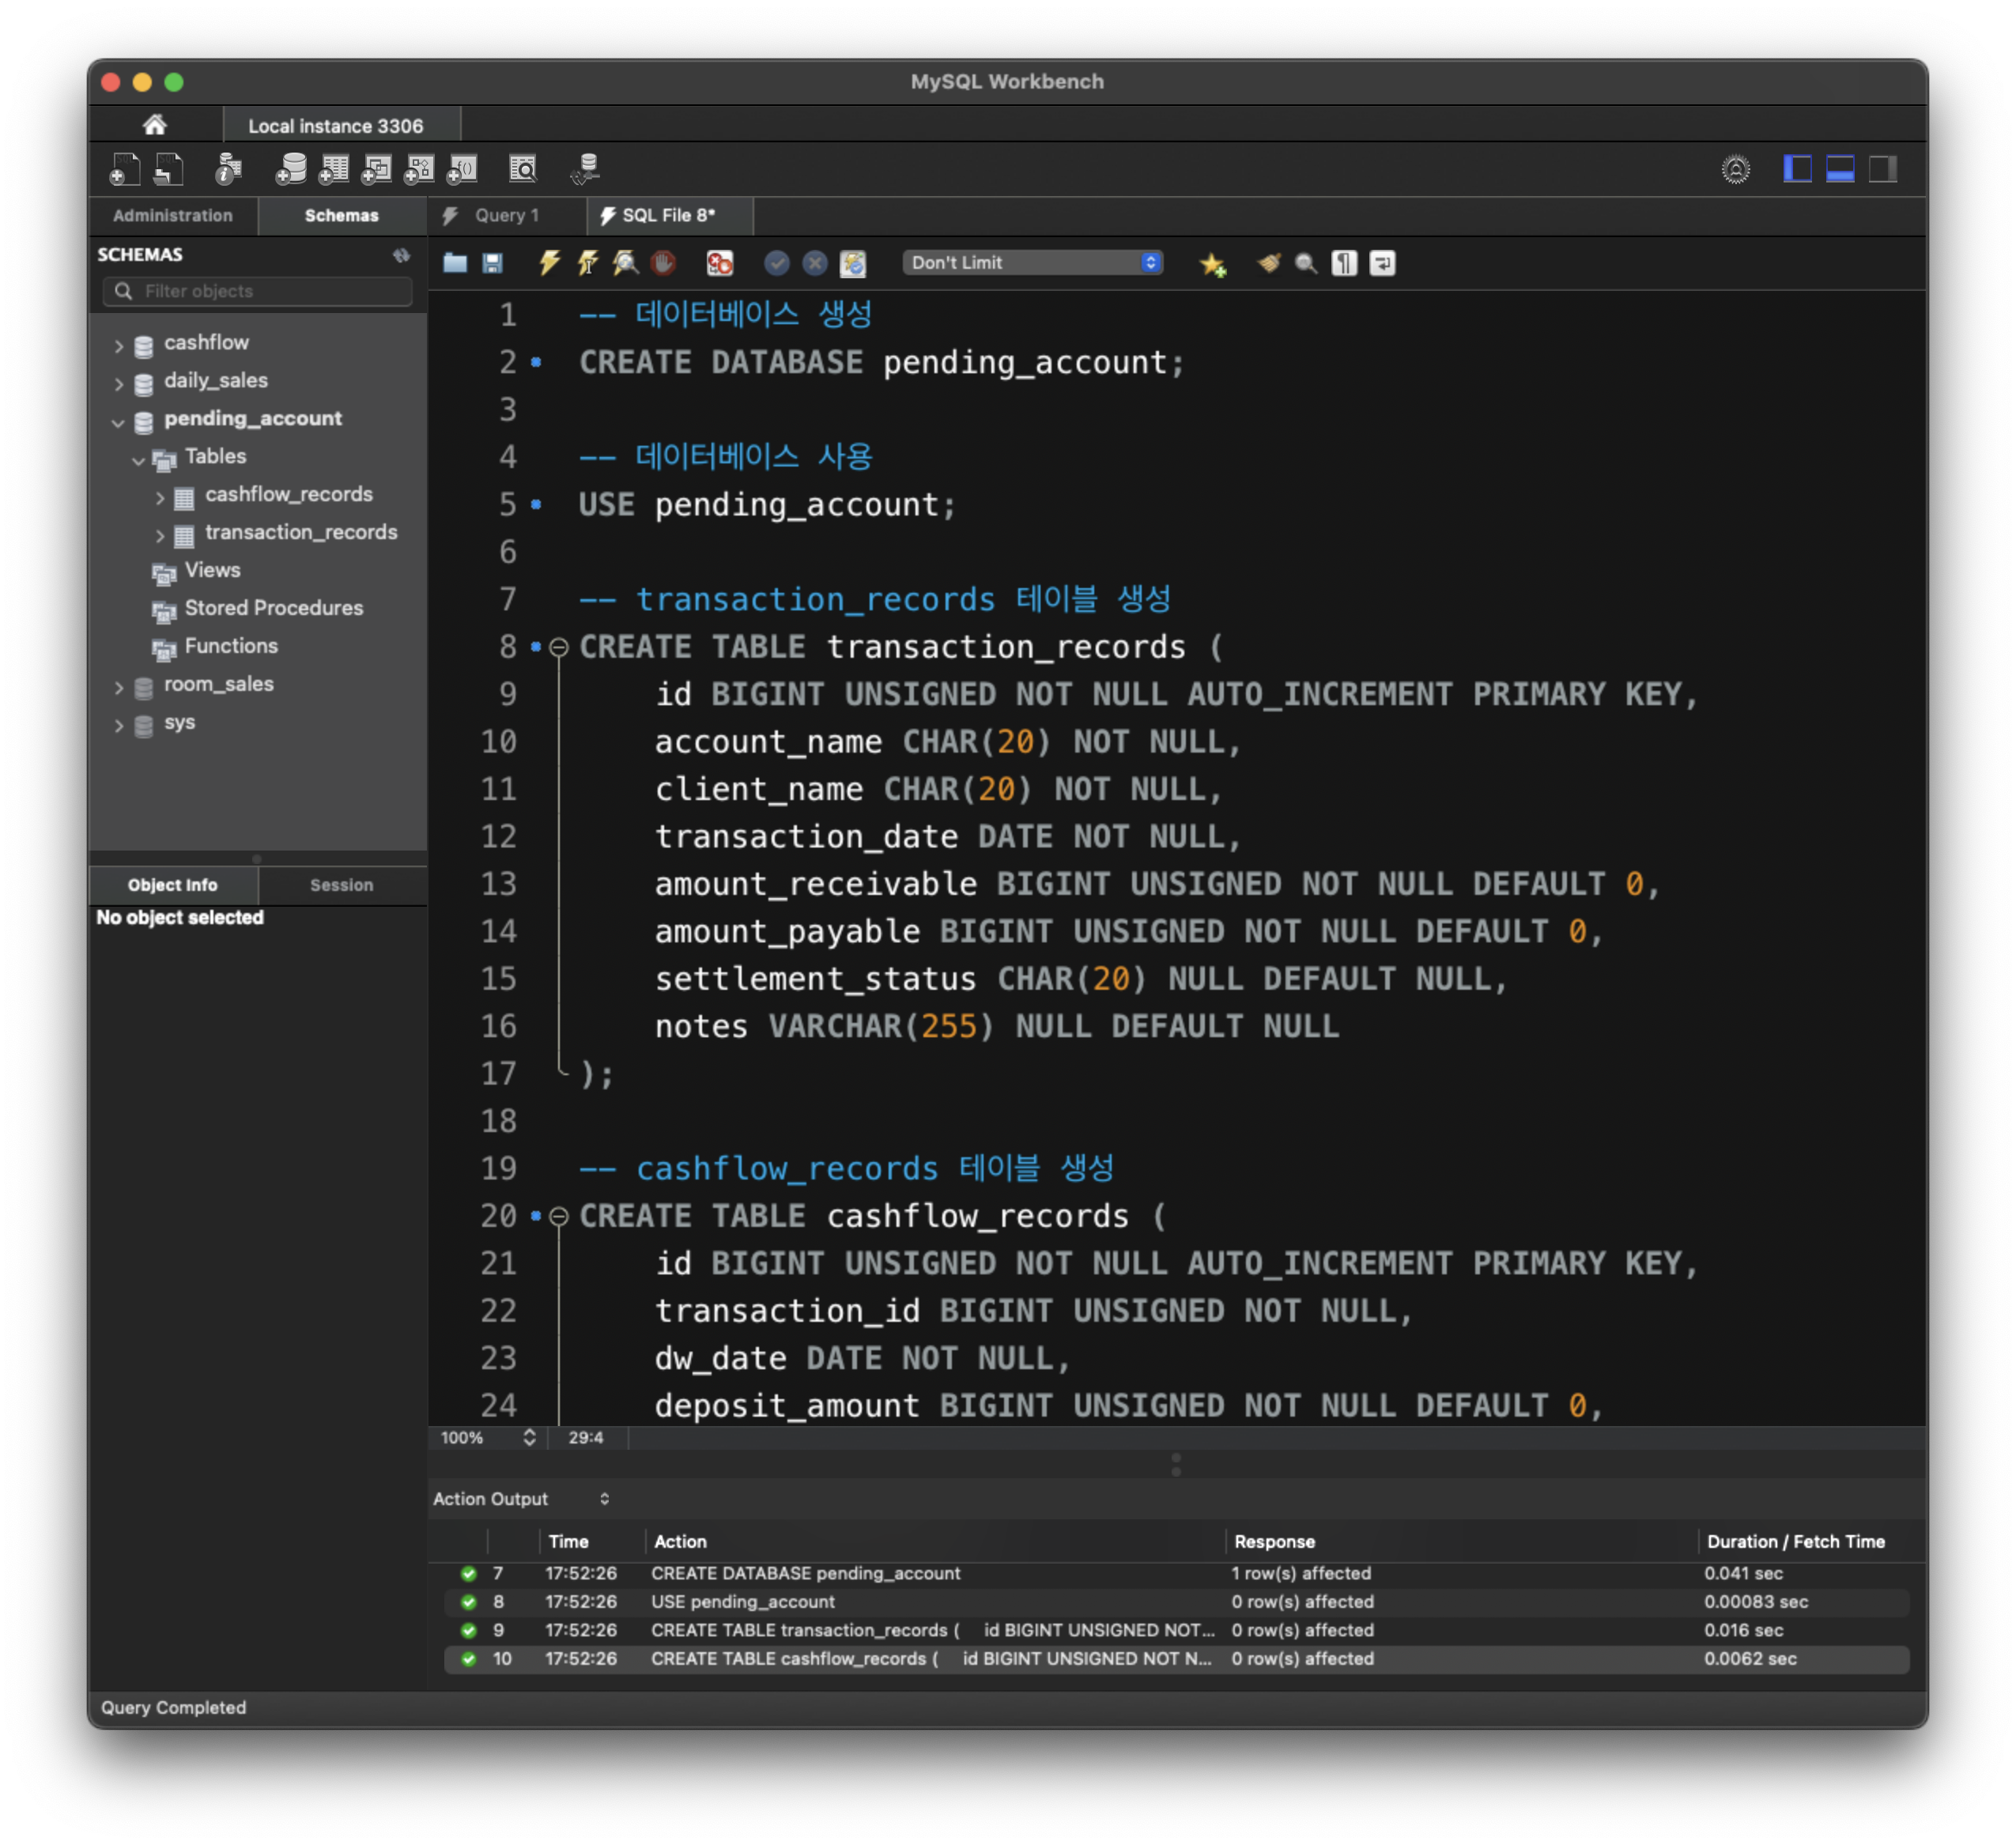 MySQL Workbench
Local instance 3306
Administration
Schemas
Query 1
SQL File 8*
SCHEMAS
Filter objects
Don't Limit
cashflow
daily_sales
pending_account
Tables
cashflow_records
transaction_records
Views
Stored Procedures
Functions
room_sales
sys
Object Info
Session
No object selected
1 -- 데이터베이스 생성
2 CREATE DATABASE pending_account;
3
4 -- 데이터베이스 사용
5 USE pending_account;
6
7 -- transaction_records 테이블 생성
8 CREATE TABLE transaction_records (
9 id BIGINT UNSIGNED NOT NULL AUTO_INCREMENT PRIMARY KEY,
10 account_name CHAR(20) NOT NULL,
11 client_name CHAR(20) NOT NULL,
12 transaction_date DATE NOT NULL,
13 amount_receivable BIGINT UNSIGNED NOT NULL DEFAULT 0,
14 amount_payable BIGINT UNSIGNED NOT NULL DEFAULT 0,
15 settlement_status CHAR(20) NULL DEFAULT NULL,
16 notes VARCHAR(255) NULL DEFAULT NULL
17 );
18
19 -- cashflow_records 테이블 생성
20 CREATE TABLE cashflow_records (
21 id BIGINT UNSIGNED NOT NULL AUTO_INCREMENT PRIMARY KEY,
22 transaction_id BIGINT UNSIGNED NOT NULL,
23 dw_date DATE NOT NULL,
24 deposit_amount BIGINT UNSIGNED NOT NULL DEFAULT 0,
100% 29:4
Action Output
Time Action Response Duration / Fetch Time
7 17:52:26 CREATE DATABASE pending_account 1 row(s) affected 0.041 sec
8 17:52:26 USE pending_account 0 row(s) affected 0.00083 sec
9 17:52:26 CREATE TABLE transaction_records ( id BIGINT UNSIGNED NOT... 0 row(s) affected 0.016 sec
10 17:52:26 CREATE TABLE cashflow_records ( id BIGINT UNSIGNED NOT N... 0 row(s) affected 0.0062 sec
Query Completed